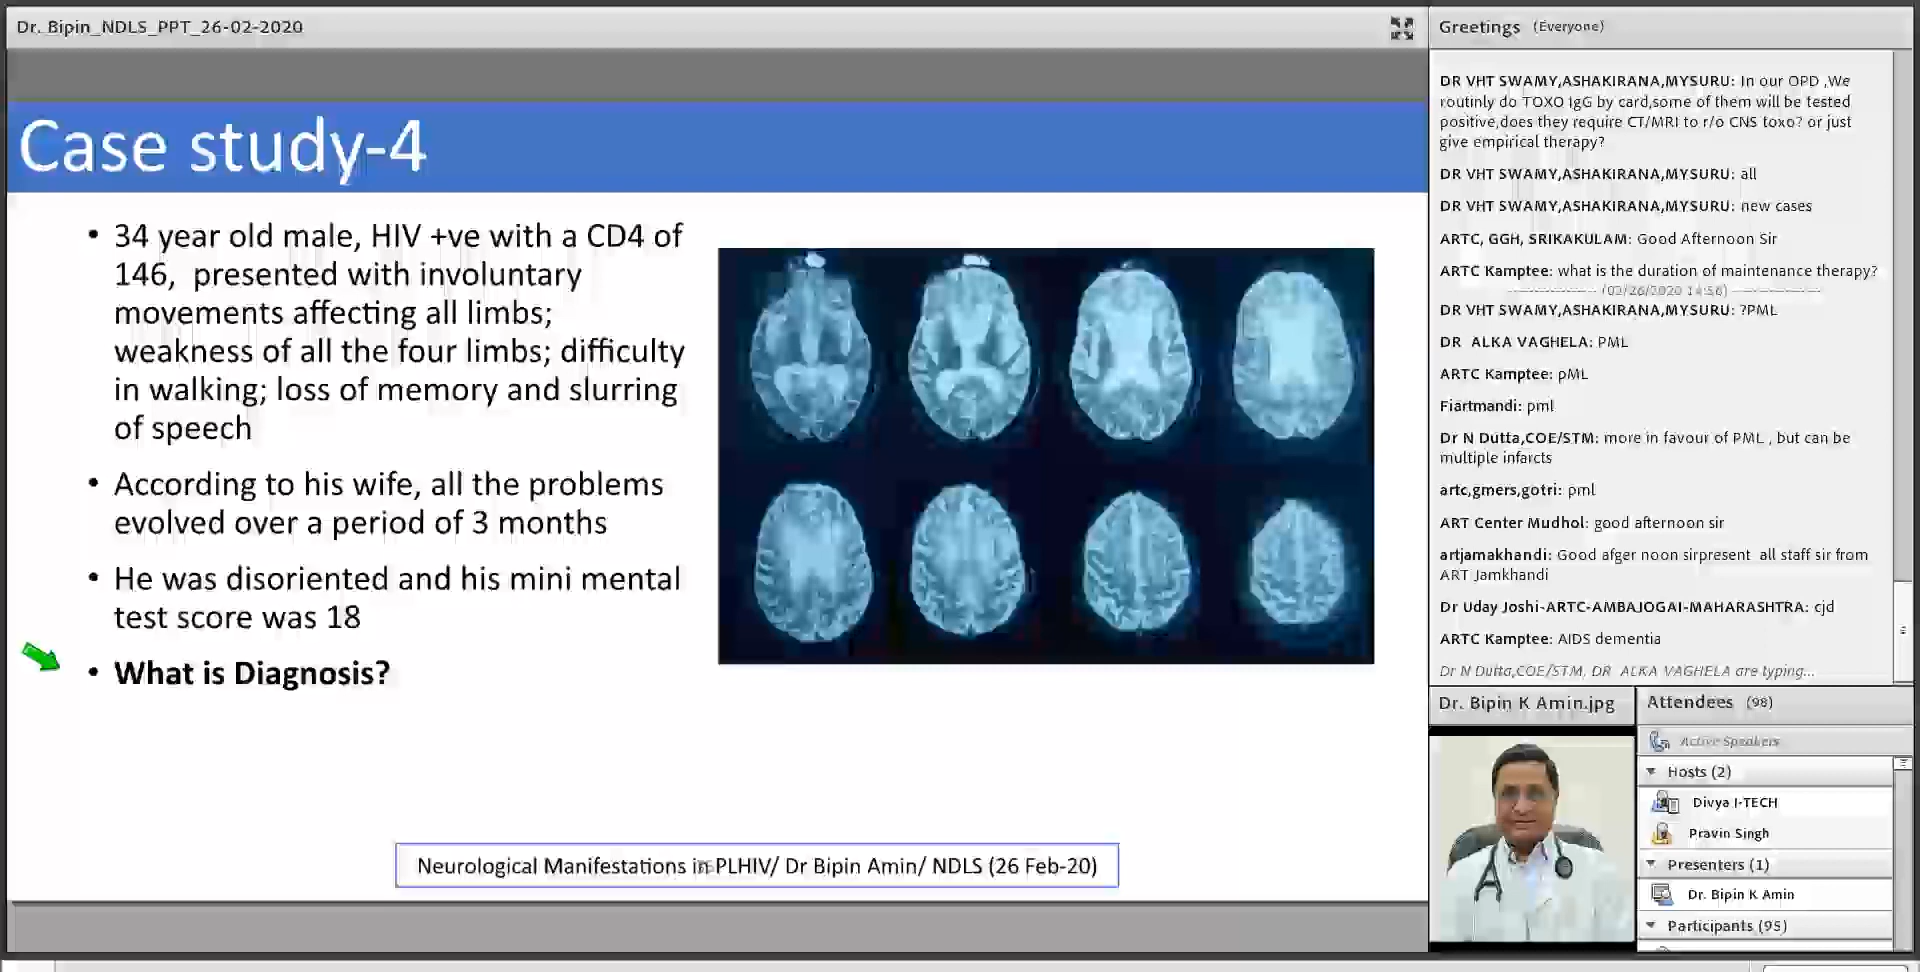 Dr. Bipin_NDLS_PPT_26-02-2020
Case study-4
• 34 year old male, HIV +ve with a CD4 of
146, presented with involuntary
movements affecting all limbs;
weakness of all the four limbs; difficulty
in walking; loss of memory and slurring
of speech
• According to his wife, all the problems
evolved over a period of 3 months
• He was disoriented and his mini mental
test score was 18
• What is Diagnosis?
Neurological Manifestations in PLHIV/ Dr Bipin Amin/ NDLS (26 Feb-20)
Greetings (Everyone)
DR VHT SWAMY,ASHAKIRANA,MYSURU: In our OPD ,We
routinly do TOXO IgG by card,some of them will be tested
positive,does they require CT/MRI to r/o CNS toxo? or just
give empirical therapy?
DR VHT SWAMY,ASHAKIRANA,MYSURU: all
DR VHT SWAMY,ASHAKIRANA,MYSURU: new cases
ARTC, GGH, SRIKAKULAM: Good Afternoon Sir
ARTC Kamptee: what is the duration of maintenance therapy?
(02/26/2020 14:56)
DR VHT SWAMY,ASHAKIRANA,MYSURU: ?PML
DR ALKA VAGHELA: PML
ARTC Kamptee: pML
Fiartmandi: pml
Dr N Dutta,COE/STM: more in favour of PML , but can be
multiple infarcts
artc,gmers,gotri: pml
ART Center Mudhol: good afternoon sir
artjamakhandi: Good afger noon sirpresent all staff sir from
ART Jamkhandi
Dr Uday Joshi-ARTC-AMBAJOGAI-MAHARASHTRA: cjd
ARTC Kamptee: AIDS dementia
Dr N Dutta,COE/STM, DR ALKA VAGHELA are typing...
Dr. Bipin K Amin.jpg
Attendees (98)
Active Speakers
Hosts (2)
Divya I-TECH
Pravin Singh
Presenters (1)
Dr. Bipin K Amin
Participants (95)